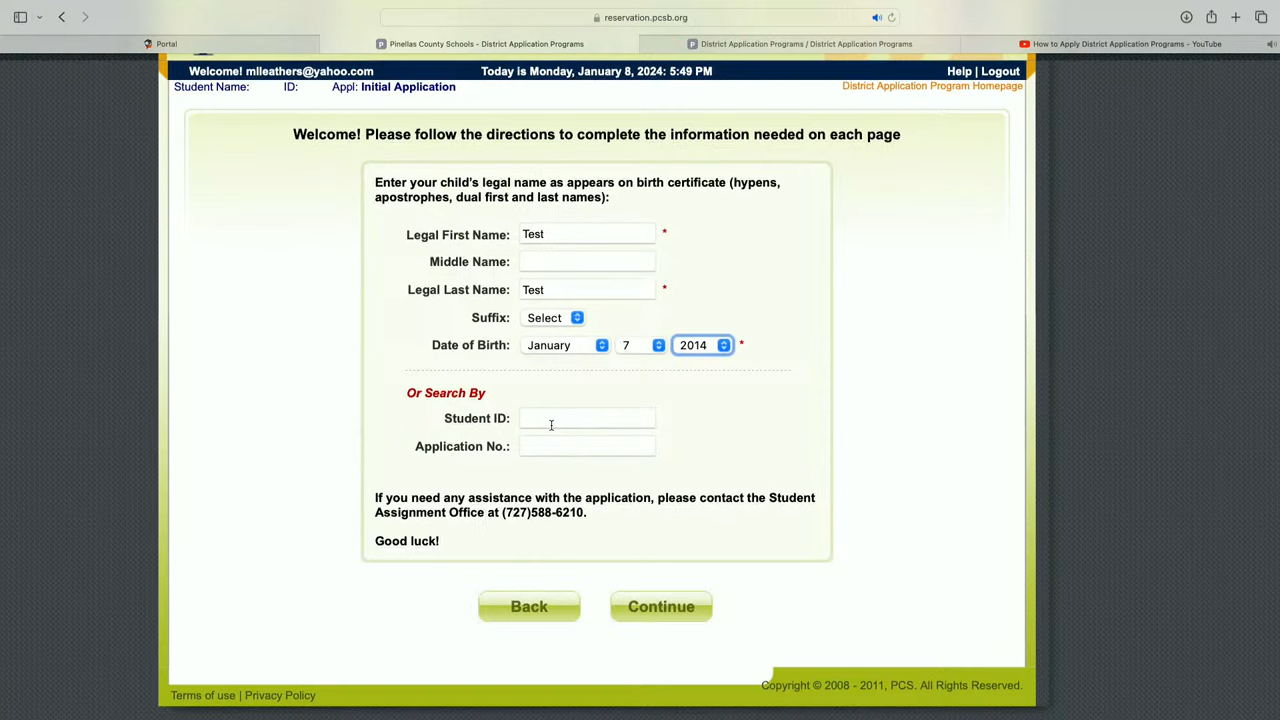 reservation.pcsb.org
Portal
Pinellas County Schools - District Application Programs
District Application Programs / District Application Programs
How to Apply District Application Programs - YouTube
Welcome! mlleathers@yahoo.com
Today is Monday, January 8, 2024: 5:49 PM
Help | Logout
Student Name: ID: Appl: Initial Application
District Application Program Homepage
Welcome! Please follow the directions to complete the information needed on each page
Enter your child's legal name as appears on birth certificate (hypens,
apostrophes, dual first and last names):
Legal First Name: Test *
Middle Name:
Legal Last Name: Test *
Suffix: Select
Date of Birth: January 7 2014 *
Or Search By
Student ID:
Application No.:
If you need any assistance with the application, please contact the Student
Assignment Office at (727)588-6210.
Good luck!
Back
Continue
Copyright © 2008 - 2011, PCS. All Rights Reserved.
Terms of use | Privacy Policy